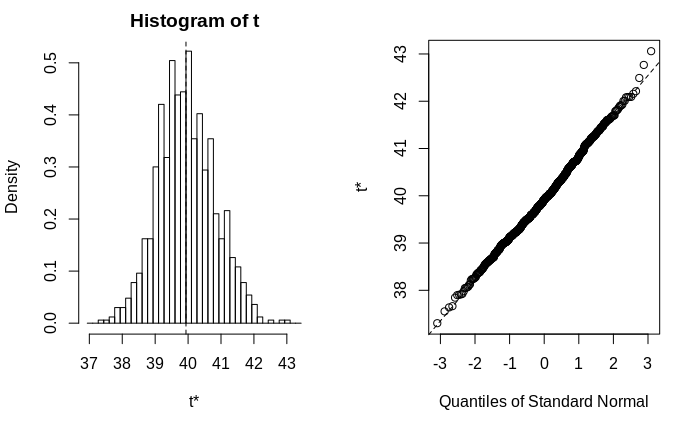 Histogram of t
Density
0.0 0.1 0.2 0.3 0.4 0.5
37 38 39 40 41 42 43
t*
t*
38 39 40 41 42 43
-3 -2 -1 0 1 2 3
Quantiles of Standard Normal